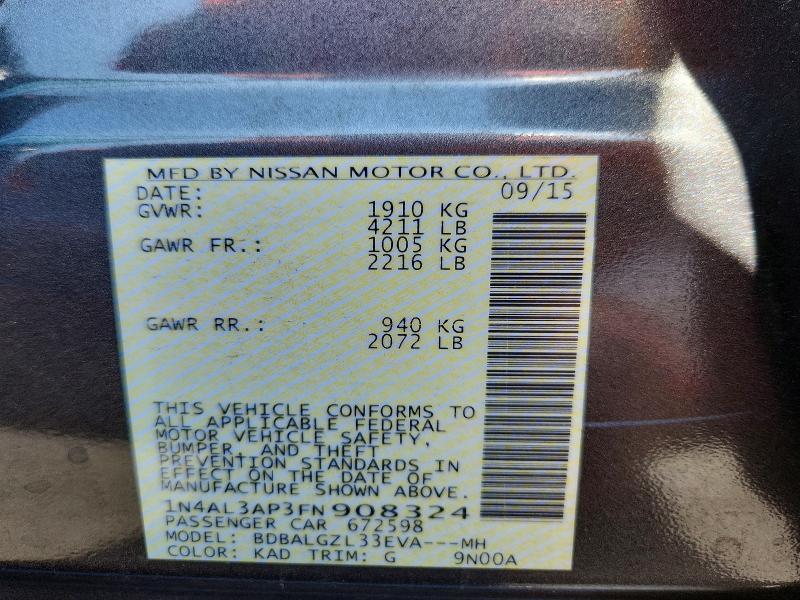 MFD BY NISSAN MOTOR CO., LTD.
DATE: 09/15
GVWR: 1910 KG
4211 LB
GAWR FR.: 1005 KG
2216 LB
GAWR RR.: 940 KG
2072 LB
THIS VEHICLE CONFORMS TO
ALL APPLICABLE FEDERAL
MOTOR VEHICLE SAFETY,
BUMPER, AND THEFT
PREVENTION STANDARDS IN
EFFECT ON THE DATE OF
MANUFACTURE SHOWN ABOVE.
1N4AL3AP3FN908324
PASSENGER CAR 672598
MODEL: BDBALGZL33EVA---MH
COLOR: KAD TRIM: G 9N00A